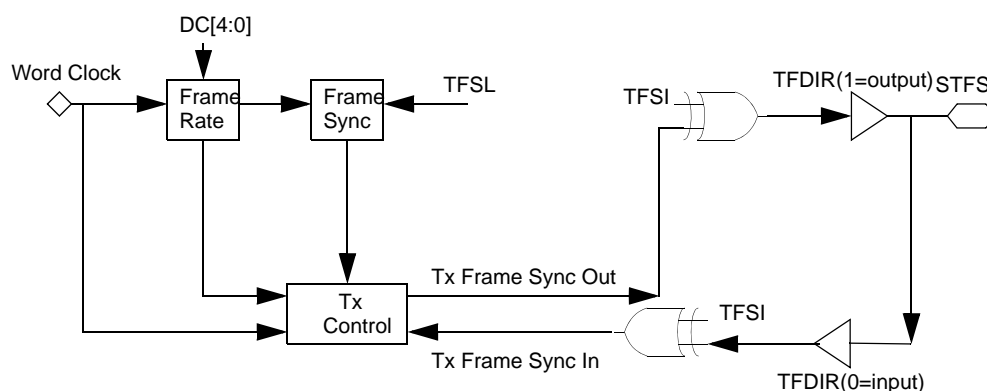 DC[4:0]
Word Clock
Frame
Rate
Frame
Sync
TFSL
TFSI
TFDIR(1=output)
STFS
Tx Frame Sync Out
Tx
Control
TFSI
Tx Frame Sync In
TFDIR(0=input)